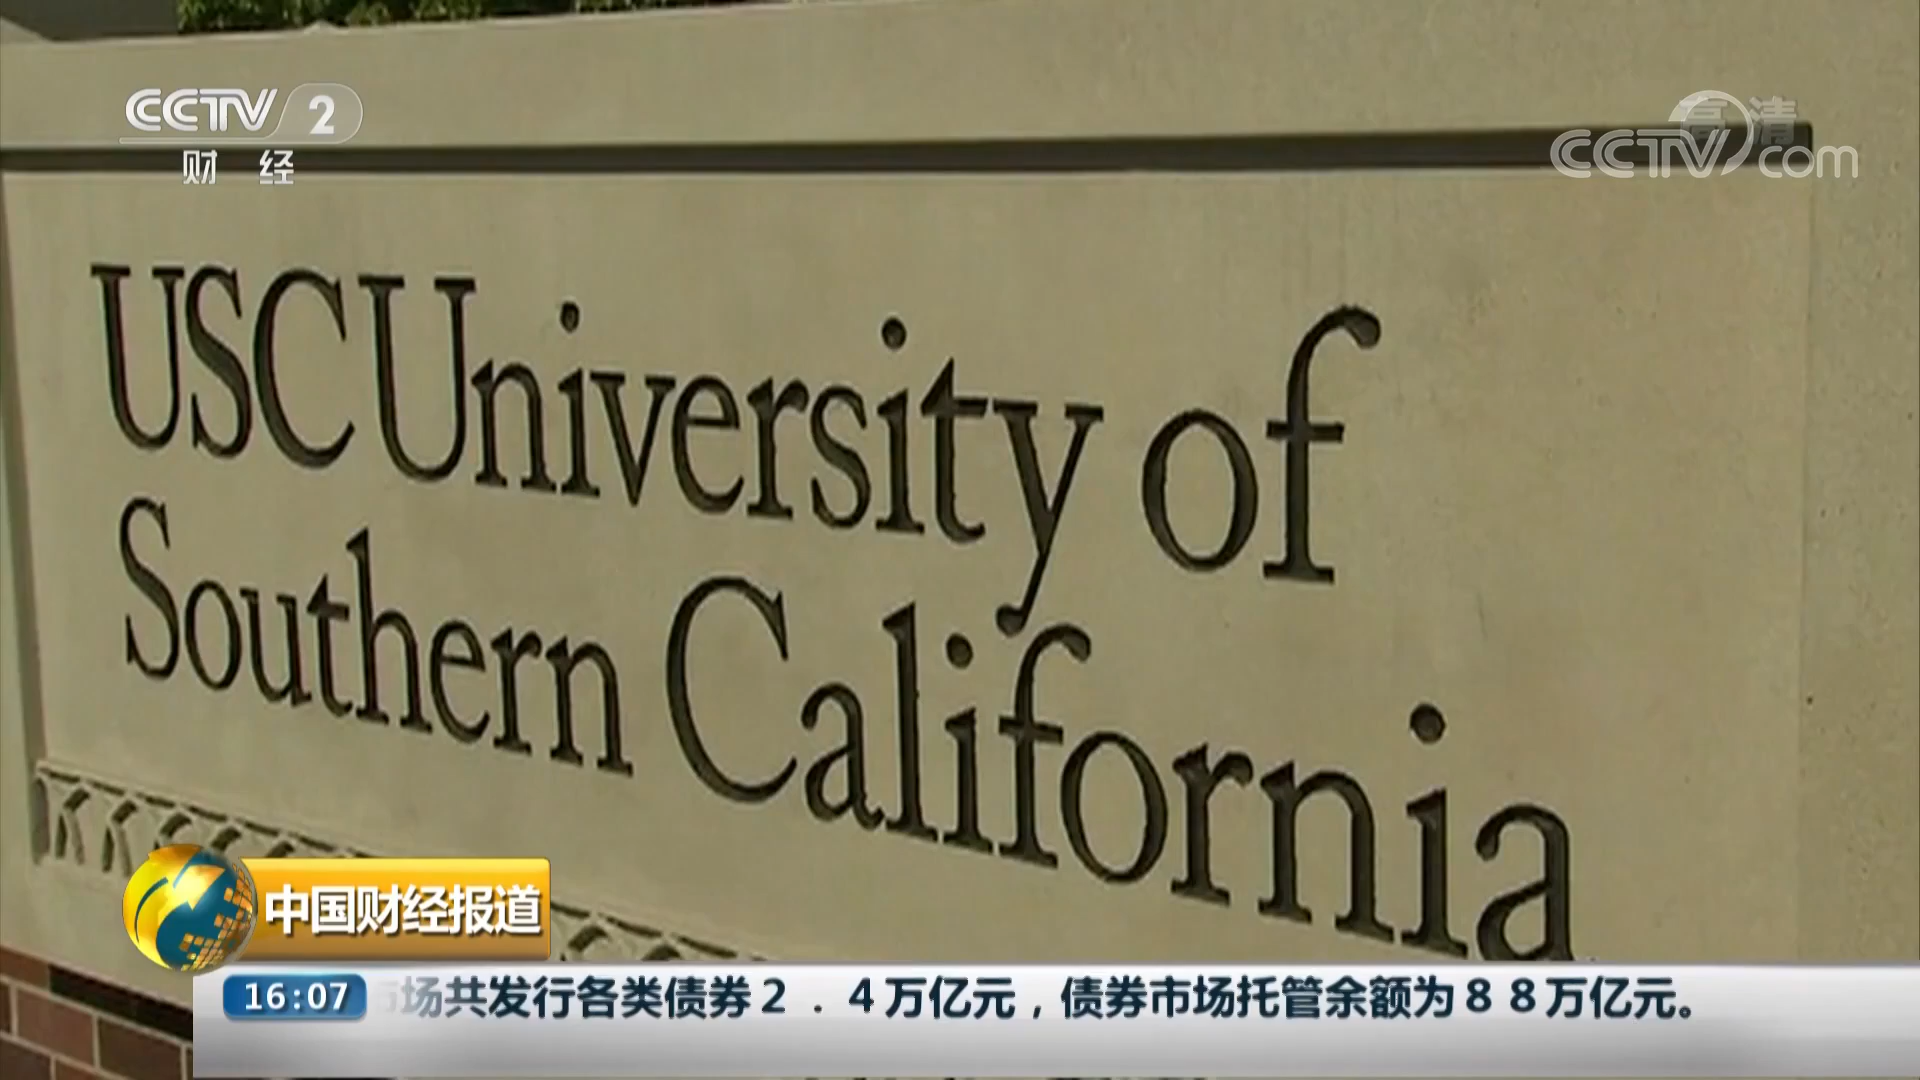 CCTV 2
财 经
高清
CCTV com
USC University of
Southern California
中国财经报道
16:07 市场共发行各类债券２．４万亿元，债券市场托管余额为８８万亿元。